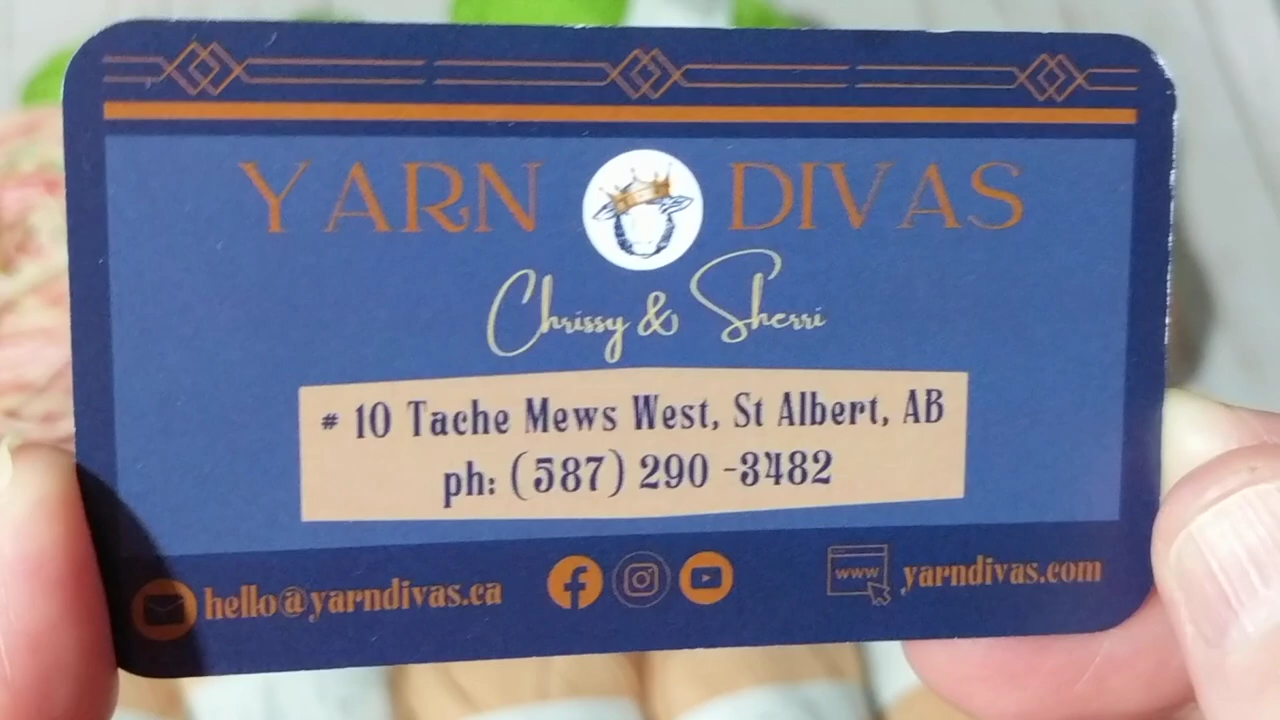 YARN DIVAS
Chrissy & Sherri
# 10 Tache Mews West, St Albert, AB
ph: (587) 290 -3482
hello@yarndivas.ca
www
yarndivas.com